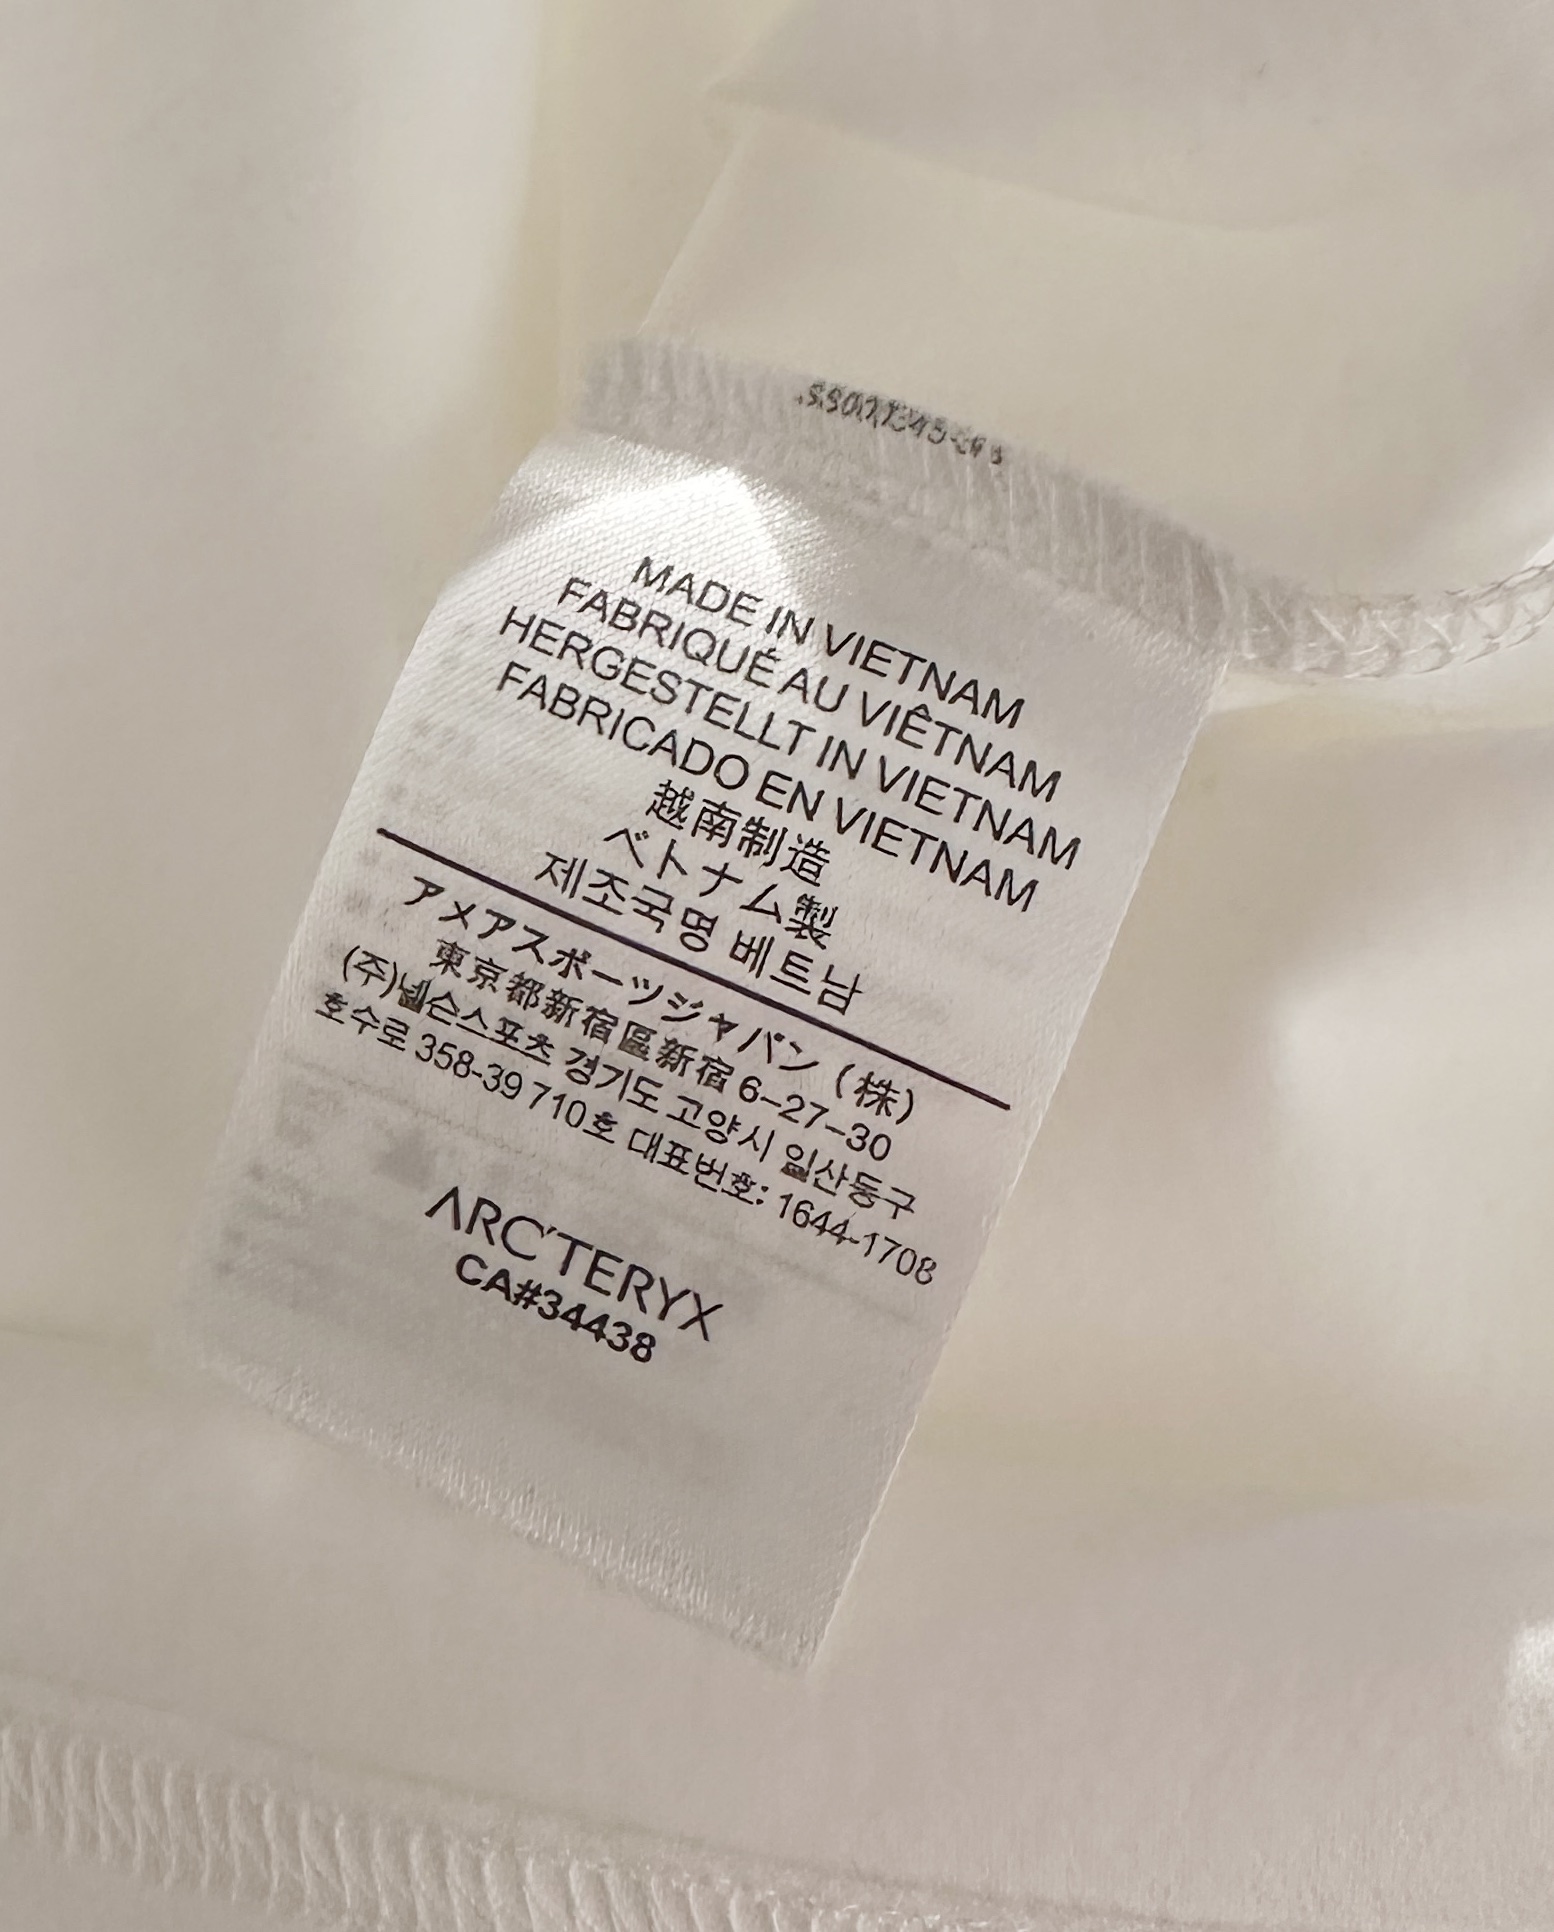 MADE IN VIETNAM
FABRIQUÉ AU VIÊTNAM
HERGESTELLT IN VIETNAM
FABRICADO EN VIETNAM
越南制造
ベトナム製
제조국명 베트남
アメアスポーツジャパン (株)
東京都新宿區新宿 6-27-30
(주)넬슨스포츠 경기도 고양시 일산동구
호수로 358-39 710호 대표번호: 1644-1708
ARC'TERYX
CA#34438